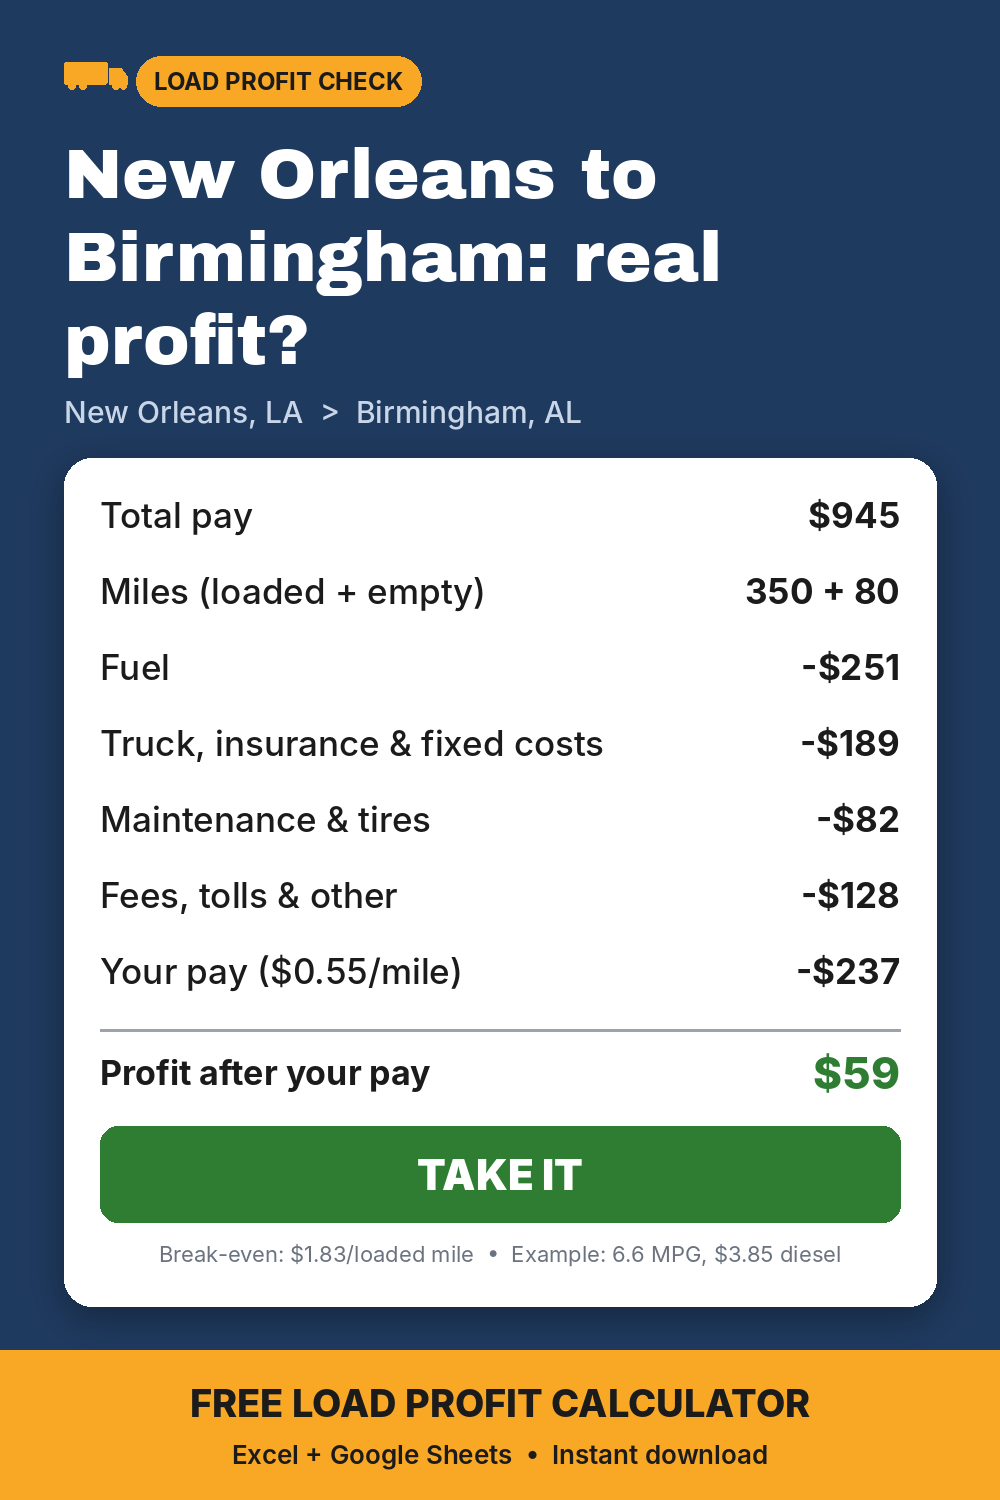 LOAD PROFIT CHECK
New Orleans to
Birmingham: real
profit?
New Orleans, LA > Birmingham, AL
Total pay $945
Miles (loaded + empty) 350 + 80
Fuel -$251
Truck, insurance & fixed costs -$189
Maintenance & tires -$82
Fees, tolls & other -$128
Your pay ($0.55/mile) -$237
Profit after your pay $59
TAKE IT
Break-even: $1.83/loaded mile • Example: 6.6 MPG, $3.85 diesel
FREE LOAD PROFIT CALCULATOR
Excel + Google Sheets • Instant download